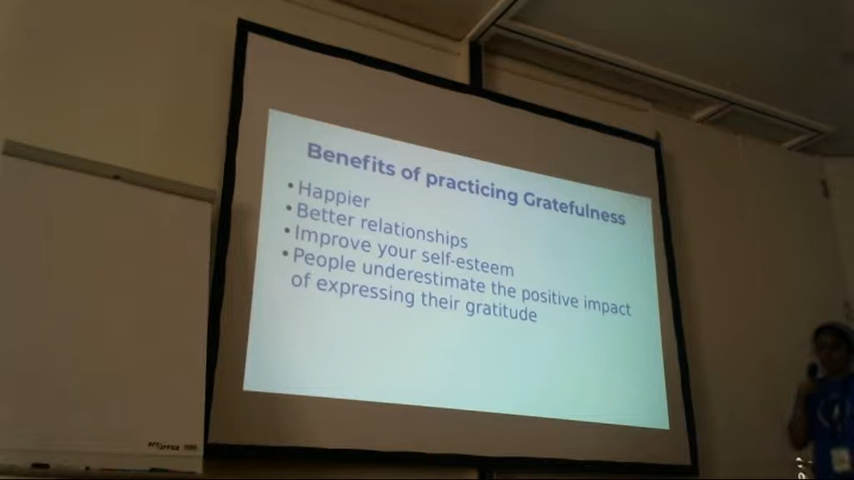 Benefits of practicing Gratefulness
• Happier
• Better relationships
• Improve your self-esteem
• People underestimate the positive impact
of expressing their gratitude